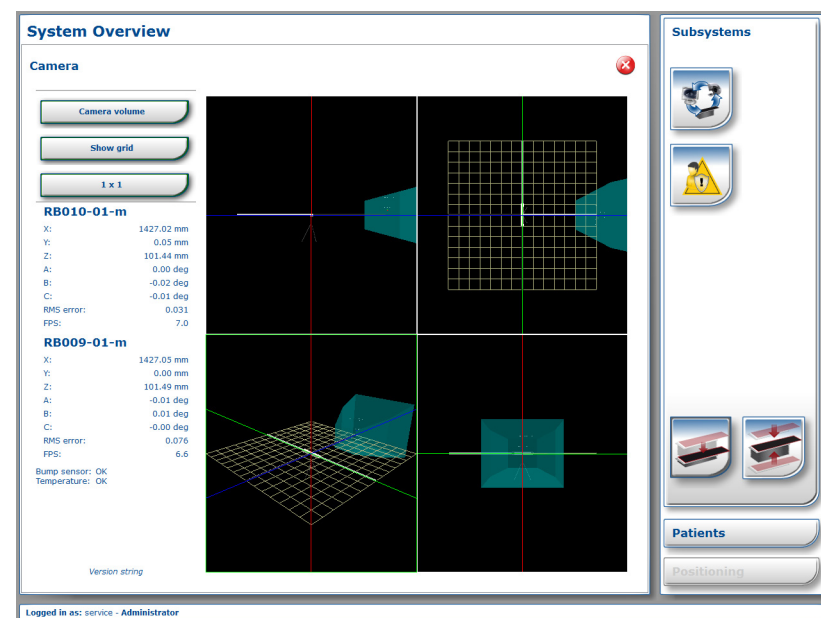 System Overview
Camera
Camera volume
Show grid
1 x 1
RB010-01-m
X: 1427.02 mm
Y: 0.05 mm
Z: 101.44 mm
A: 0.00 deg
B: -0.02 deg
C: -0.01 deg
RMS error: 0.031
FPS: 7.0
RB009-01-m
X: 1427.05 mm
Y: 0.00 mm
Z: 101.49 mm
A: -0.01 deg
B: 0.01 deg
C: -0.00 deg
RMS error: 0.076
FPS: 6.6
Bump sensor: OK
Temperature: OK
Version string
Subsystems
Patients
Positioning
Logged in as: service - Administrator